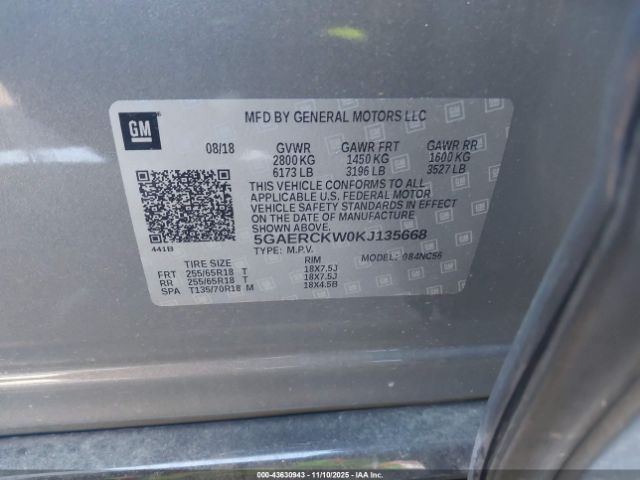 GM
MFD BY GENERAL MOTORS LLC
08/18 GVWR GAWR FRT GAWR RR
2800 KG 1450 KG 1600 KG
6173 LB 3196 LB 3527 LB
THIS VEHICLE CONFORMS TO ALL
APPLICABLE U.S. FEDERAL MOTOR
VEHICLE SAFETY STANDARDS IN EFFECT
ON THE DATE OF MANUFACTURE
SHOWN ABOVE.
5GAERCKW0KJ135668
441B
TYPE: M.P.V. MODEL: 084NC56
TIRE SIZE RIM
FRT 255/65R18 T 18X7.5J
RR 255/65R18 T 18X7.5J
SPA T135/70R18 M 18X4.5B
© IAAI - 43630943 - 11/10/2025 - IAAI.COM